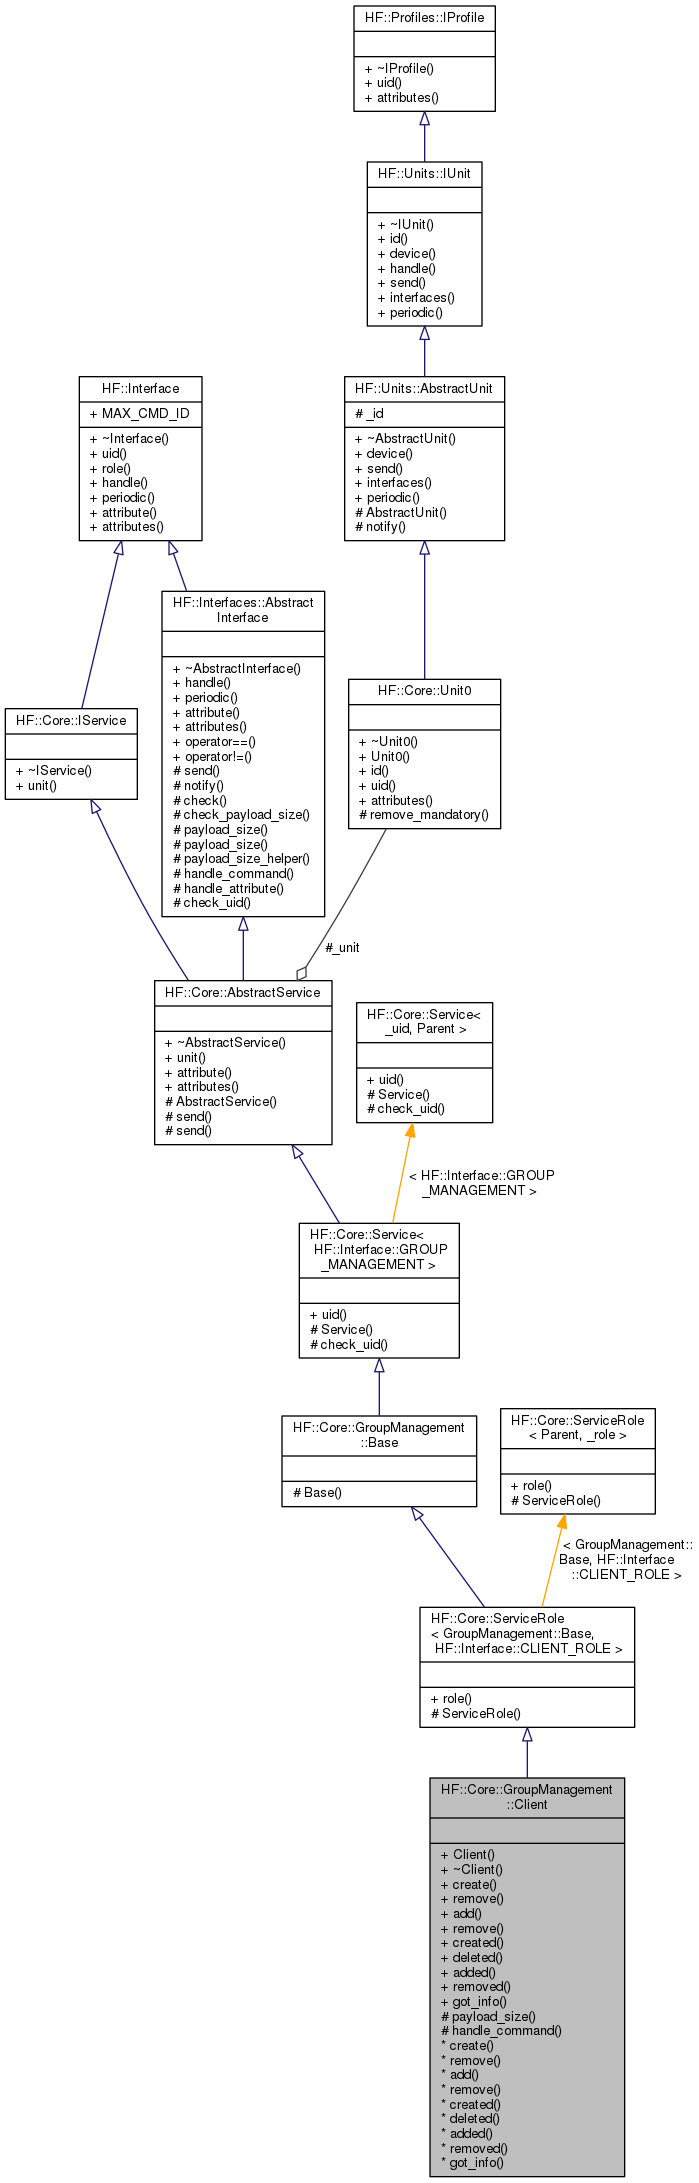 HF::Profiles::IProfile
+ ~IProfile()
+ uid()
+ attributes()
HF::Units::IUnit
+ ~IUnit()
+ id()
+ device()
+ handle()
+ send()
+ interfaces()
+ periodic()
HF::Interface
+ MAX_CMD_ID
+ ~Interface()
+ uid()
+ role()
+ handle()
+ periodic()
+ attribute()
+ attributes()
HF::Units::AbstractUnit
# _id
+ ~AbstractUnit()
+ device()
+ send()
+ interfaces()
+ periodic()
# AbstractUnit()
# notify()
HF::Interfaces::Abstract
Interface
+ ~AbstractInterface()
+ handle()
+ periodic()
+ attribute()
+ attributes()
+ operator==()
+ operator!=()
# send()
# notify()
# check()
# check_payload_size()
# payload_size()
# payload_size()
# payload_size_helper()
# handle_command()
# handle_attribute()
# check_uid()
HF::Core::Unit0
+ ~Unit0()
+ Unit0()
+ id()
+ uid()
+ attributes()
# remove_mandatory()
HF::Core::IService
+ ~IService()
+ unit()
#_unit
HF::Core::AbstractService
+ ~AbstractService()
+ unit()
+ attribute()
+ attributes()
# AbstractService()
# send()
# send()
HF::Core::Service<
_uid, Parent >
+ uid()
# Service()
# check_uid()
< HF::Interface::GROUP
_MANAGEMENT >
HF::Core::Service<
HF::Interface::GROUP
_MANAGEMENT >
+ uid()
# Service()
# check_uid()
HF::Core::GroupManagement
::Base
# Base()
HF::Core::ServiceRole
< Parent, _role >
+ role()
# ServiceRole()
< GroupManagement::
Base, HF::Interface
::CLIENT_ROLE >
HF::Core::ServiceRole
< GroupManagement::Base,
HF::Interface::CLIENT_ROLE >
+ role()
# ServiceRole()
HF::Core::GroupManagement
::Client
+ Client()
+ ~Client()
+ create()
+ remove()
+ add()
+ remove()
+ created()
+ deleted()
+ added()
+ removed()
+ got_info()
# payload_size()
# handle_command()
* create()
* remove()
* add()
* remove()
* created()
* deleted()
* added()
* removed()
* got_info()